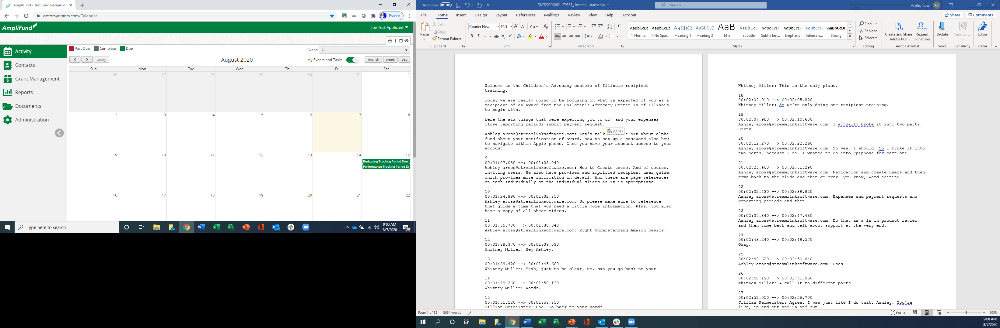 AmpliFund - Test Lead Recipient
gotomygrants.com/Calendar
Paused
AmpliFund
Joe Test Applicant
Activity
Contacts
Grant Management
Reports
Documents
Administration
Past Due Complete Due
Grant: All
today
August 2020
My Events and Tasks:
month week day
Sun Mon Tue Wed Thu Fri Sat
26 27 28 29 30 31 1
2 3 4 5 6 7 8
9 10 11 12 13 14 15
Budgeting Tracking Period Due -
Performance Tracking Period Du
16 17 18 19 20 21 22
Type here to search
9:00 AM
8/7/2020
39
AutoSave Off
GMT20200805-170535_-Internal-.transcript
Search
Ashley Ross AR
File Home Insert Design Layout References Mailings Review View Help Acrobat
Share Comments
Paste
Cut
Copy
Format Painter
Clipboard
Courier New 10.5
Font
Paragraph
AaBbCcDc AaBbCcDc AaBbCc AaBbCcE AaB AaBbCcD AaBbCcDc AaBbCcDc AaBbCcDc AaBbCcDc
¶ Normal ¶ No Spac... Heading 1 Heading 2 Title Subtitle Subtle Em... Emphasis Intense E... Strong
Styles
Find
Replace
Select
Editing
Create and Share Adobe PDF
Request Signatures
Adobe Acrobat
Dictate
Voice
Sensitivity
Sensitivity
Editor
Editor
Welcome to the Children's Advocacy centers of Illinois recipient
training.
Today we are really going to be focusing on what is expected of you as a
recipient of an award from the Children's Advocacy Center is of Illinois
to begin with.
here the six things that were expecting you to do, and your expenses
close reporting periods submit payment request.
(Ctrl)
Ashley aross@streamlinksoftware.com: Let's talk a little bit about alpha
fund about your notification of award, how to set up a password also how
to navigate within Apple phone. Once you have your account access to your
account.
9
00:01:07.080 --> 00:01:23.040
Ashley aross@streamlinksoftware.com: How to Create users. And of course,
inviting users. We also have provided and amplified recipient user guide,
which provides more information in detail. And there are page references
on each individually on the individual slides as it is appropriate.
10
00:01:24.990 --> 00:01:32.850
Ashley aross@streamlinksoftware.com: So please make sure to reference
that guide a time that you need a little more information. Plus, you also
have a copy of all these videos.
11
00:01:35.700 --> 00:01:38.040
Ashley aross@streamlinksoftware.com: Right Understanding Amazon basics.
12
00:01:38.370 --> 00:01:39.030
Whitney Miller: Hey Ashley.
13
00:01:39.420 --> 00:01:45.660
Whitney Miller: Yeah, just to be clear, um, can you go back to your
14
00:01:49.260 --> 00:01:50.130
Whitney Miller: Words.
15
00:01:51.120 --> 00:01:53.850
Jillian Neimeister: One. Go back to your words.
Whitney Miller: This is the only place.
18
00:02:02.910 --> 00:02:05.820
Whitney Miller: So we're only doing one recipient training.
19
00:02:07.980 --> 00:02:10.680
Ashley aross@streamlinksoftware.com: I actually broke it into two parts.
Sorry.
20
00:02:12.270 --> 00:02:22.260
Ashley aross@streamlinksoftware.com: So yes, I should. So I broke it into
two parts, because I do. I wanted to go into Epiphone for part one.
21
00:02:23.400 --> 00:02:31.290
Ashley aross@streamlinksoftware.com: Navigation and create users and then
come back to the slide and then go over, you know, Ward editing.
22
00:02:32.430 --> 00:02:38.820
Ashley aross@streamlinksoftware.com: Expenses and payment requests and
reporting periods and then
23
00:02:39.840 --> 00:02:47.430
Ashley aross@streamlinksoftware.com: Do that as a in in product review
and then come back and talk about support at the very end.
24
00:02:48.240 --> 00:02:48.570
Okay.
25
00:02:49.620 --> 00:02:50.040
Ashley aross@streamlinksoftware.com: Does
26
00:02:50.190 --> 00:02:51.960
Whitney Miller: A call it to different parts
27
00:02:52.050 --> 00:02:56.700
Jillian Neimeister: Agree. I was just like I do that. Ashley. You're
like, in and out and in and out.
Page 1 of 33 8664 words
Focus
100%
9:00 AM
8/7/2020